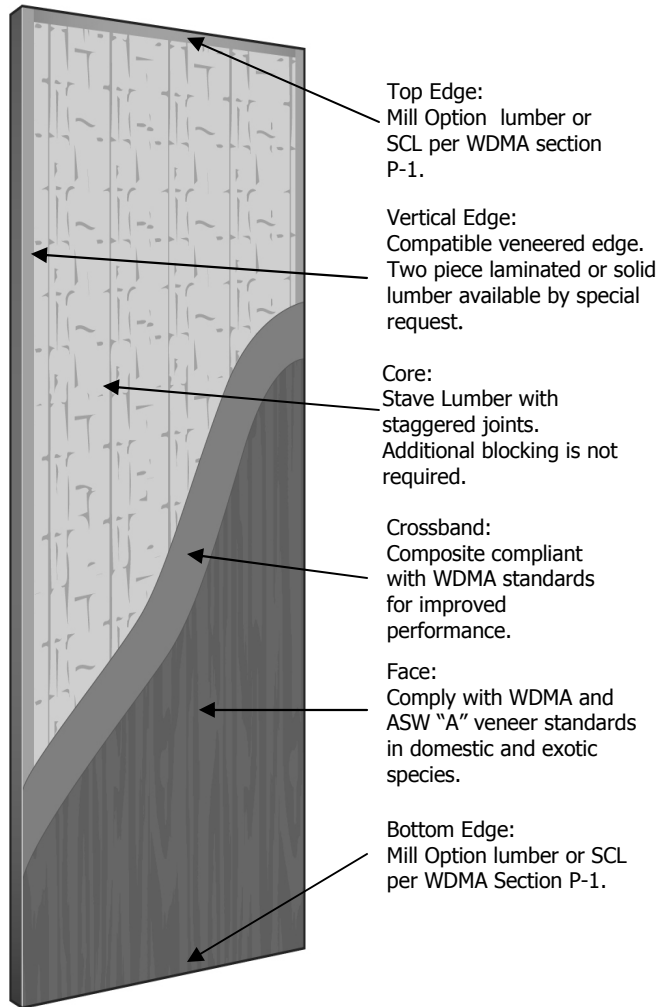 Top Edge:
Mill Option  lumber or
SCL per WDMA section
P-1.
Vertical Edge:
Compatible veneered edge.
Two piece laminated or solid
lumber available by special
request.
Core:
Stave Lumber with
staggered joints.
Additional blocking is not
required.
Crossband:
Composite compliant
with WDMA standards
for improved
performance.
Face:
Comply with WDMA and
ASW “A” veneer standards
in domestic and exotic
species.
Bottom Edge:
Mill Option lumber or SCL
per WDMA Section P-1.